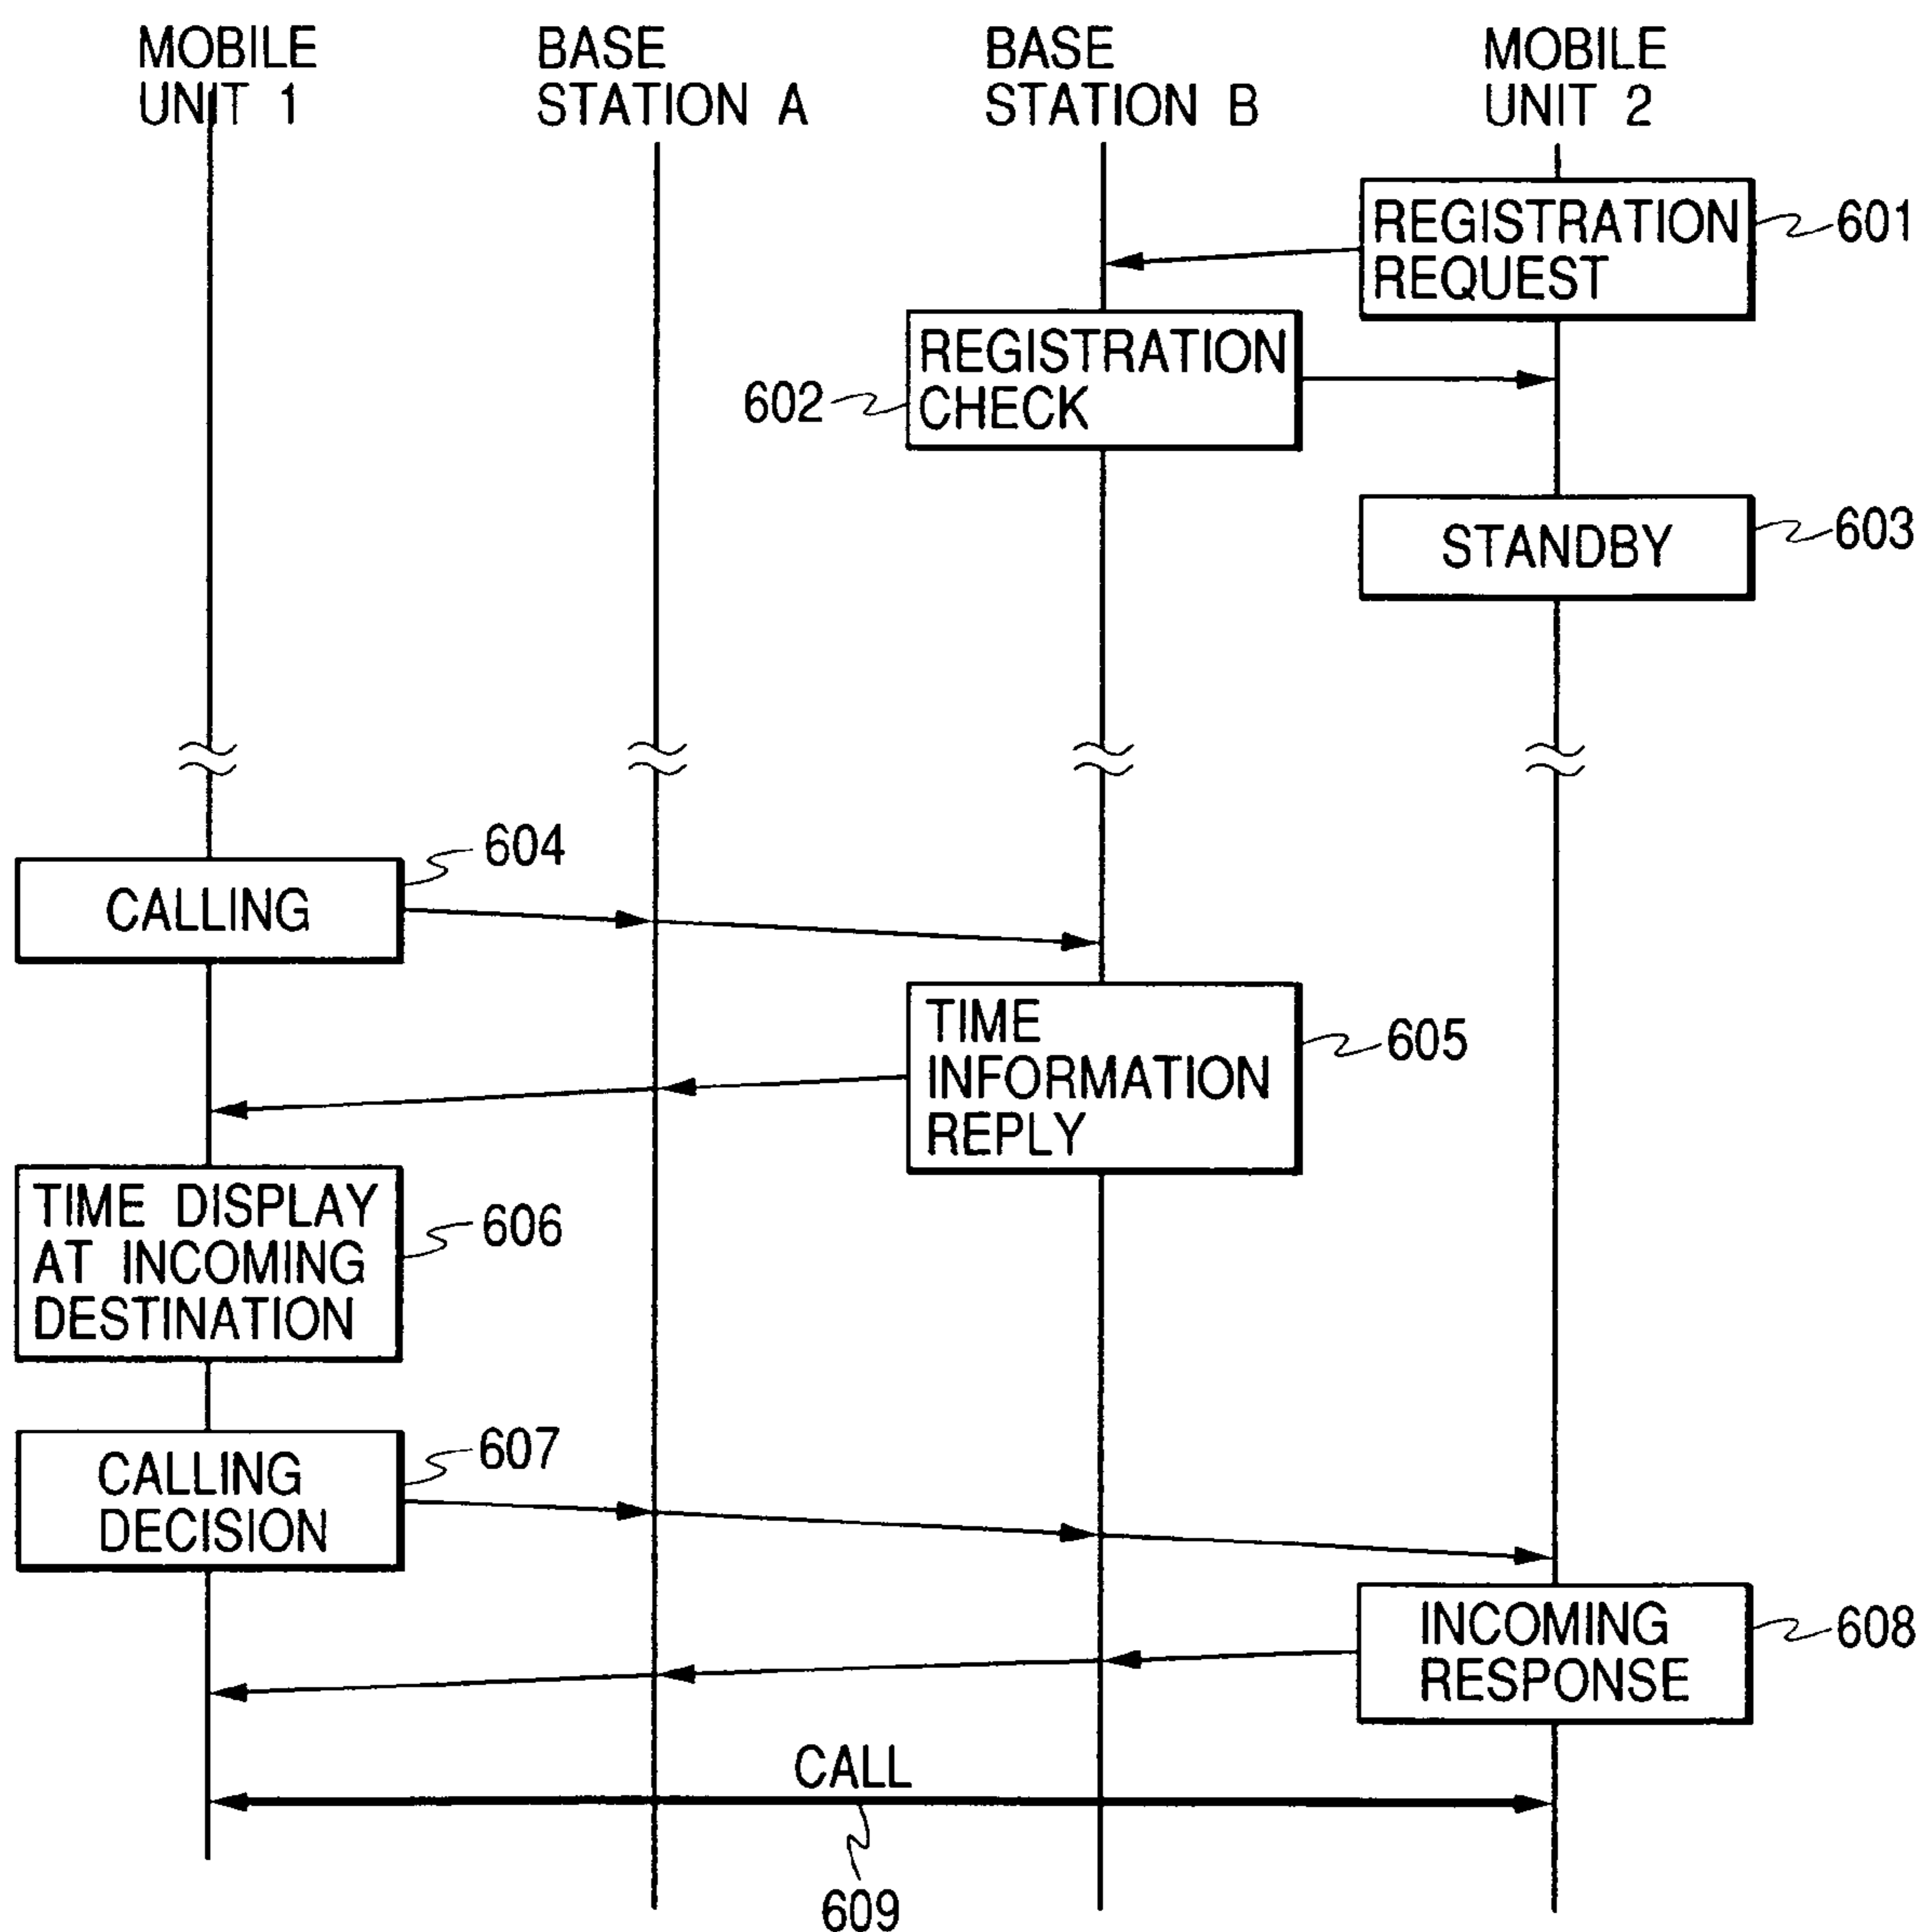 MOBILE
UNIT 1
BASE
STATION A
BASE
STATION B
MOBILE
UNIT 2
REGISTRATION
REQUEST
601
REGISTRATION
CHECK
602
STANDBY
603
CALLING
604
TIME
INFORMATION
REPLY
605
TIME DISPLAY
AT INCOMING
DESTINATION
606
CALLING
DECISION
607
INCOMING
RESPONSE
608
CALL
609